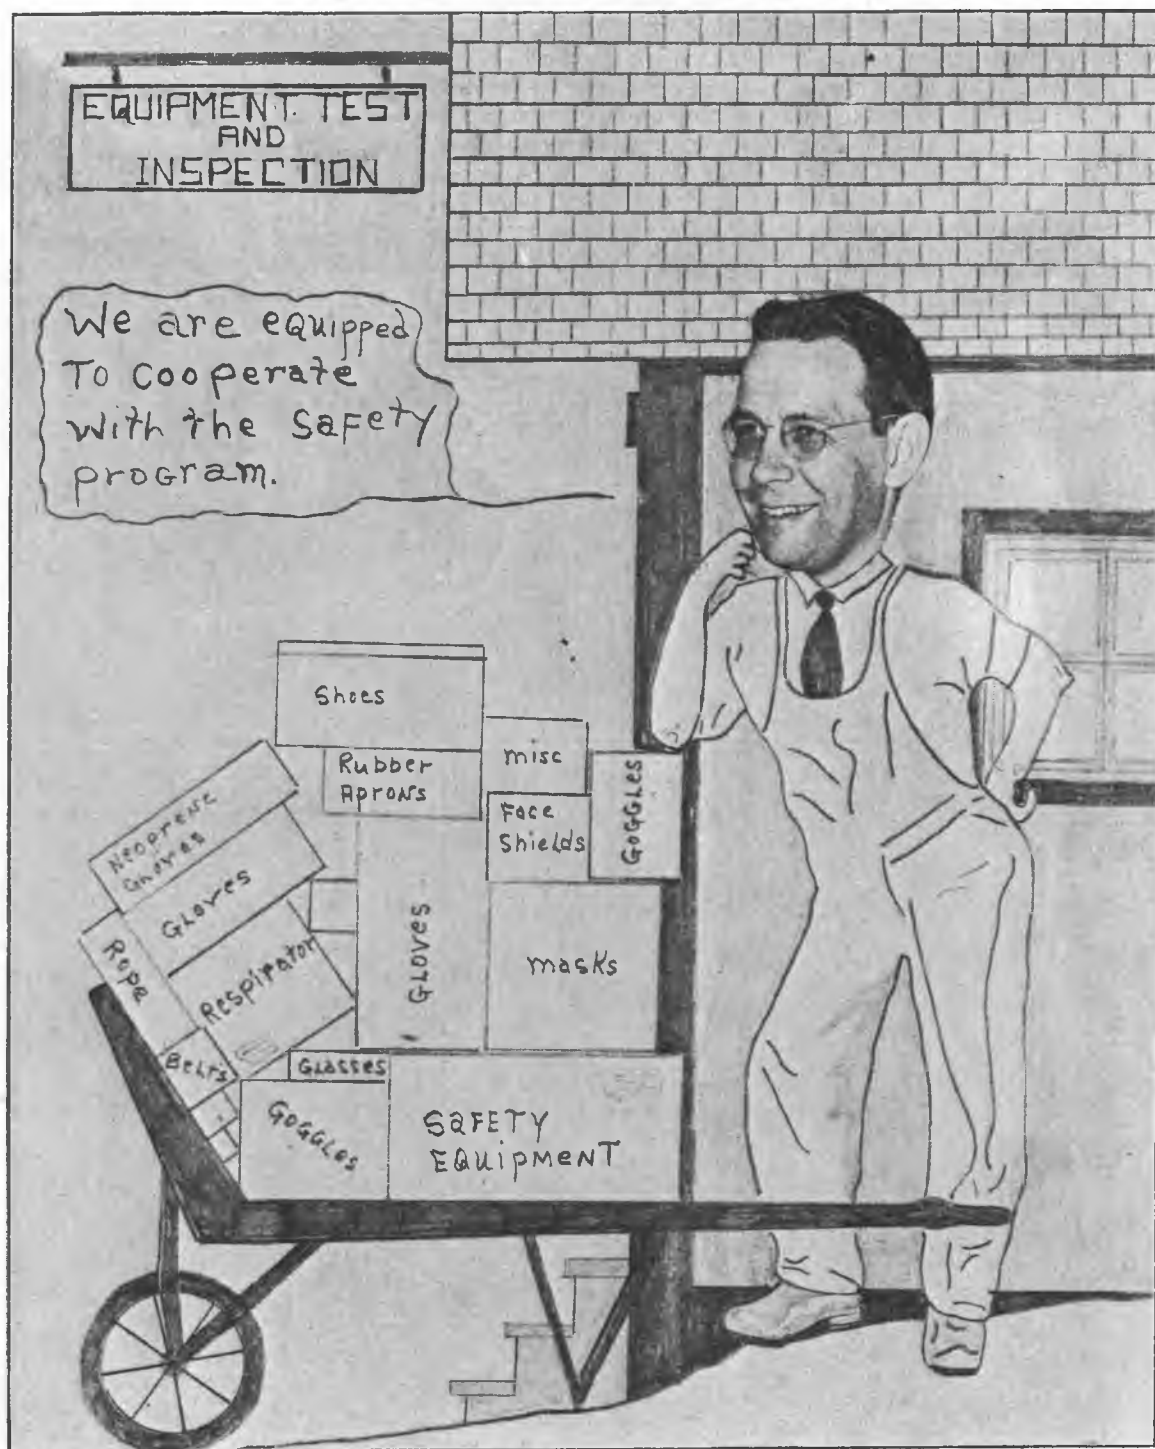 EQUIPMENT TEST
AND
INSPECTION
We are equipped
To cooperate
with the safety
program.
Shoes
Rubber
Aprons
misc
Face
Shields
GOGGLES
Neoprene
Gloves
Gloves
Rope
Respirator
Gloves
masks
Belts
Glasses
GOGGLes
SAFETY
EQuipmENT